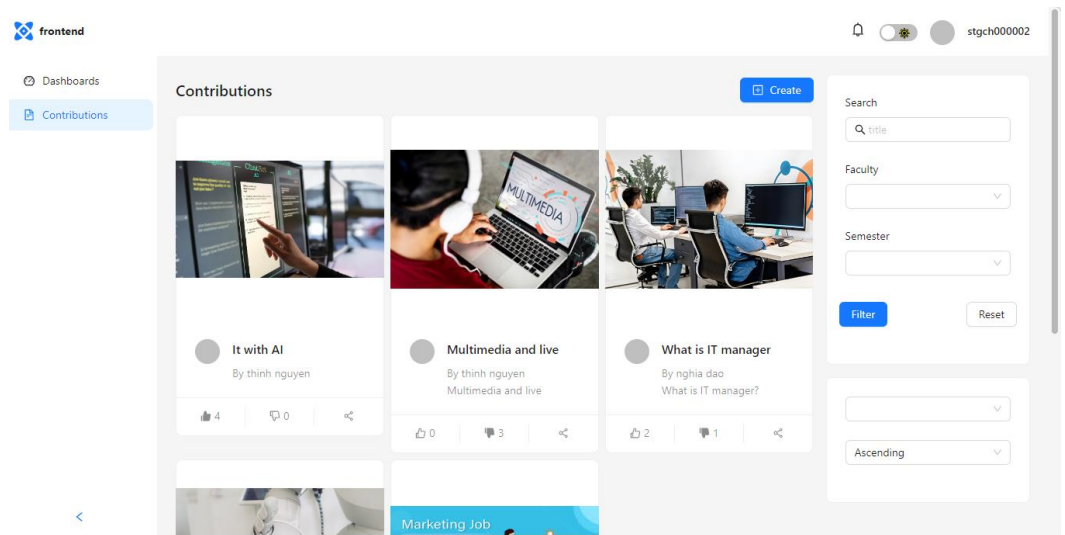 frontend
stgch000002
Dashboards
Contributions
Contributions
Create
MULTIMEDIA
It with AI
By thinh nguyen
4
0
Multimedia and live
By thinh nguyen
Multimedia and live
0
3
What is IT manager
By nghia dao
What is IT manager?
2
1
Marketing Job
Search
title
Faculty
Semester
Filter
Reset
Ascending